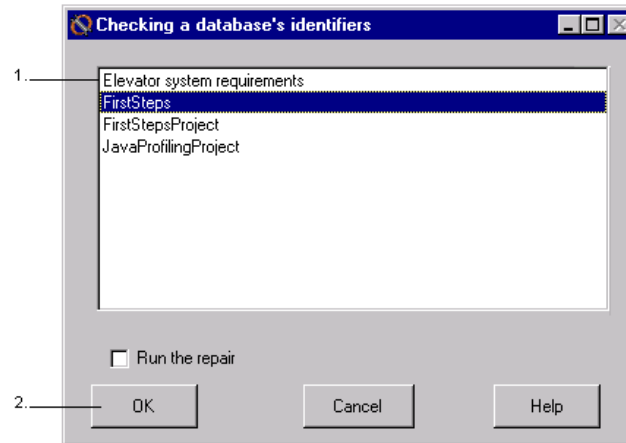 Checking a database's identifiers
1.
Elevator system requirements
FirstSteps
FirstStepsProject
JavaProfilingProject
Run the repair
2.
OK Cancel Help